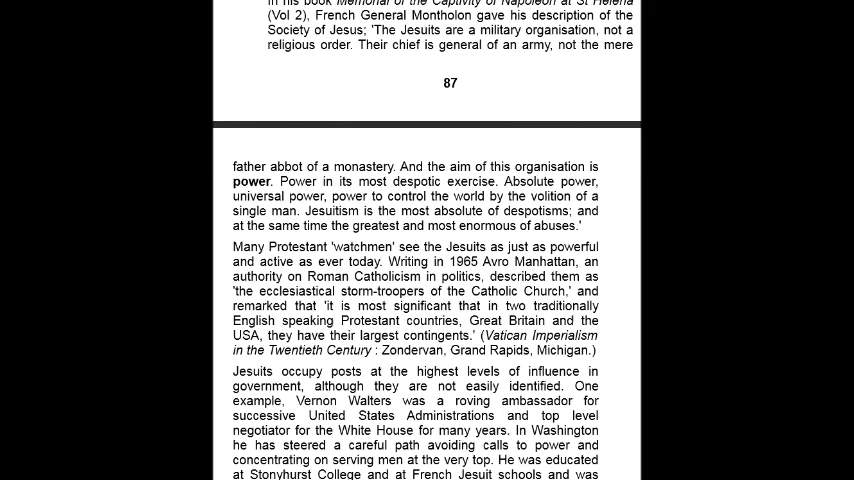 In his book Memorial of the Captivity of Napoleon at St Helena
(Vol 2), French General Montholon gave his description of the
Society of Jesus; 'The Jesuits are a military organisation, not a
religious order. Their chief is general of an army, not the mere
87
father abbot of a monastery. And the aim of this organisation is
power. Power in its most despotic exercise. Absolute power,
universal power, power to control the world by the volition of a
single man. Jesuitism is the most absolute of despotisms; and
at the same time the greatest and most enormous of abuses.'
Many Protestant 'watchmen' see the Jesuits as just as powerful
and active as ever today. Writing in 1965 Avro Manhattan, an
authority on Roman Catholicism in politics, described them as
'the ecclesiastical storm-troopers of the Catholic Church,' and
remarked that 'it is most significant that in two traditionally
English speaking Protestant countries, Great Britain and the
USA, they have their largest contingents.' (Vatican Imperialism
in the Twentieth Century : Zondervan, Grand Rapids, Michigan.)
Jesuits occupy posts at the highest levels of influence in
government, although they are not easily identified. One
example, Vernon Walters was a roving ambassador for
successive United States Administrations and top level
negotiator for the White House for many years. In Washington
he has steered a careful path avoiding calls to power and
concentrating on serving men at the very top. He was educated
at Stonyhurst College and at French Jesuit schools and was